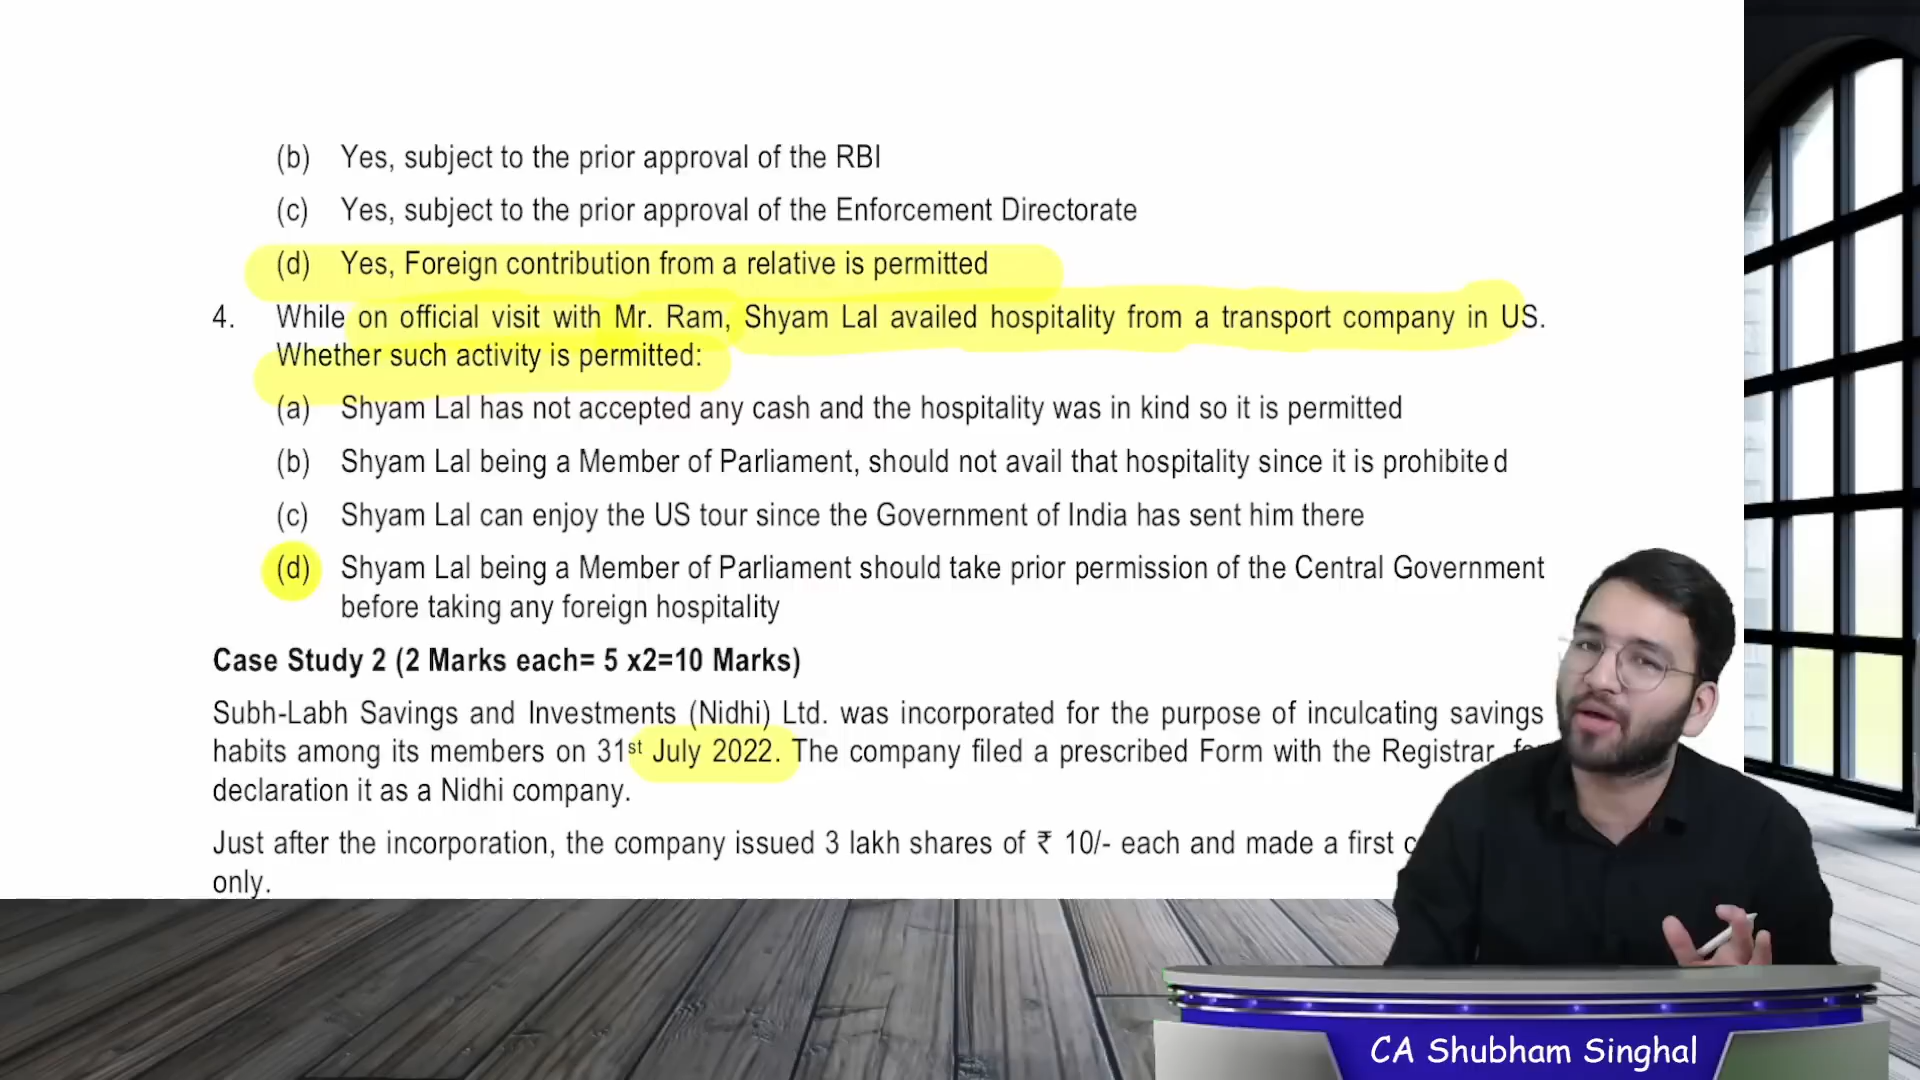 (b) Yes, subject to the prior approval of the RBI
(c) Yes, subject to the prior approval of the Enforcement Directorate
(d) Yes, Foreign contribution from a relative is permitted
4. While on official visit with Mr. Ram, Shyam Lal availed hospitality from a transport company in US.
Whether such activity is permitted:
(a) Shyam Lal has not accepted any cash and the hospitality was in kind so it is permitted
(b) Shyam Lal being a Member of Parliament, should not avail that hospitality since it is prohibited
(c) Shyam Lal can enjoy the US tour since the Government of India has sent him there
(d) Shyam Lal being a Member of Parliament should take prior permission of the Central Government
before taking any foreign hospitality
Case Study 2 (2 Marks each= 5 x2=10 Marks)
Subh-Labh Savings and Investments (Nidhi) Ltd. was incorporated for the purpose of inculcating savings
habits among its members on 31st July 2022. The company filed a prescribed Form with the Registrar
declaration it as a Nidhi company.
Just after the incorporation, the company issued 3 lakh shares of ₹ 10/- each and made a first
only.
CA Shubham Singhal